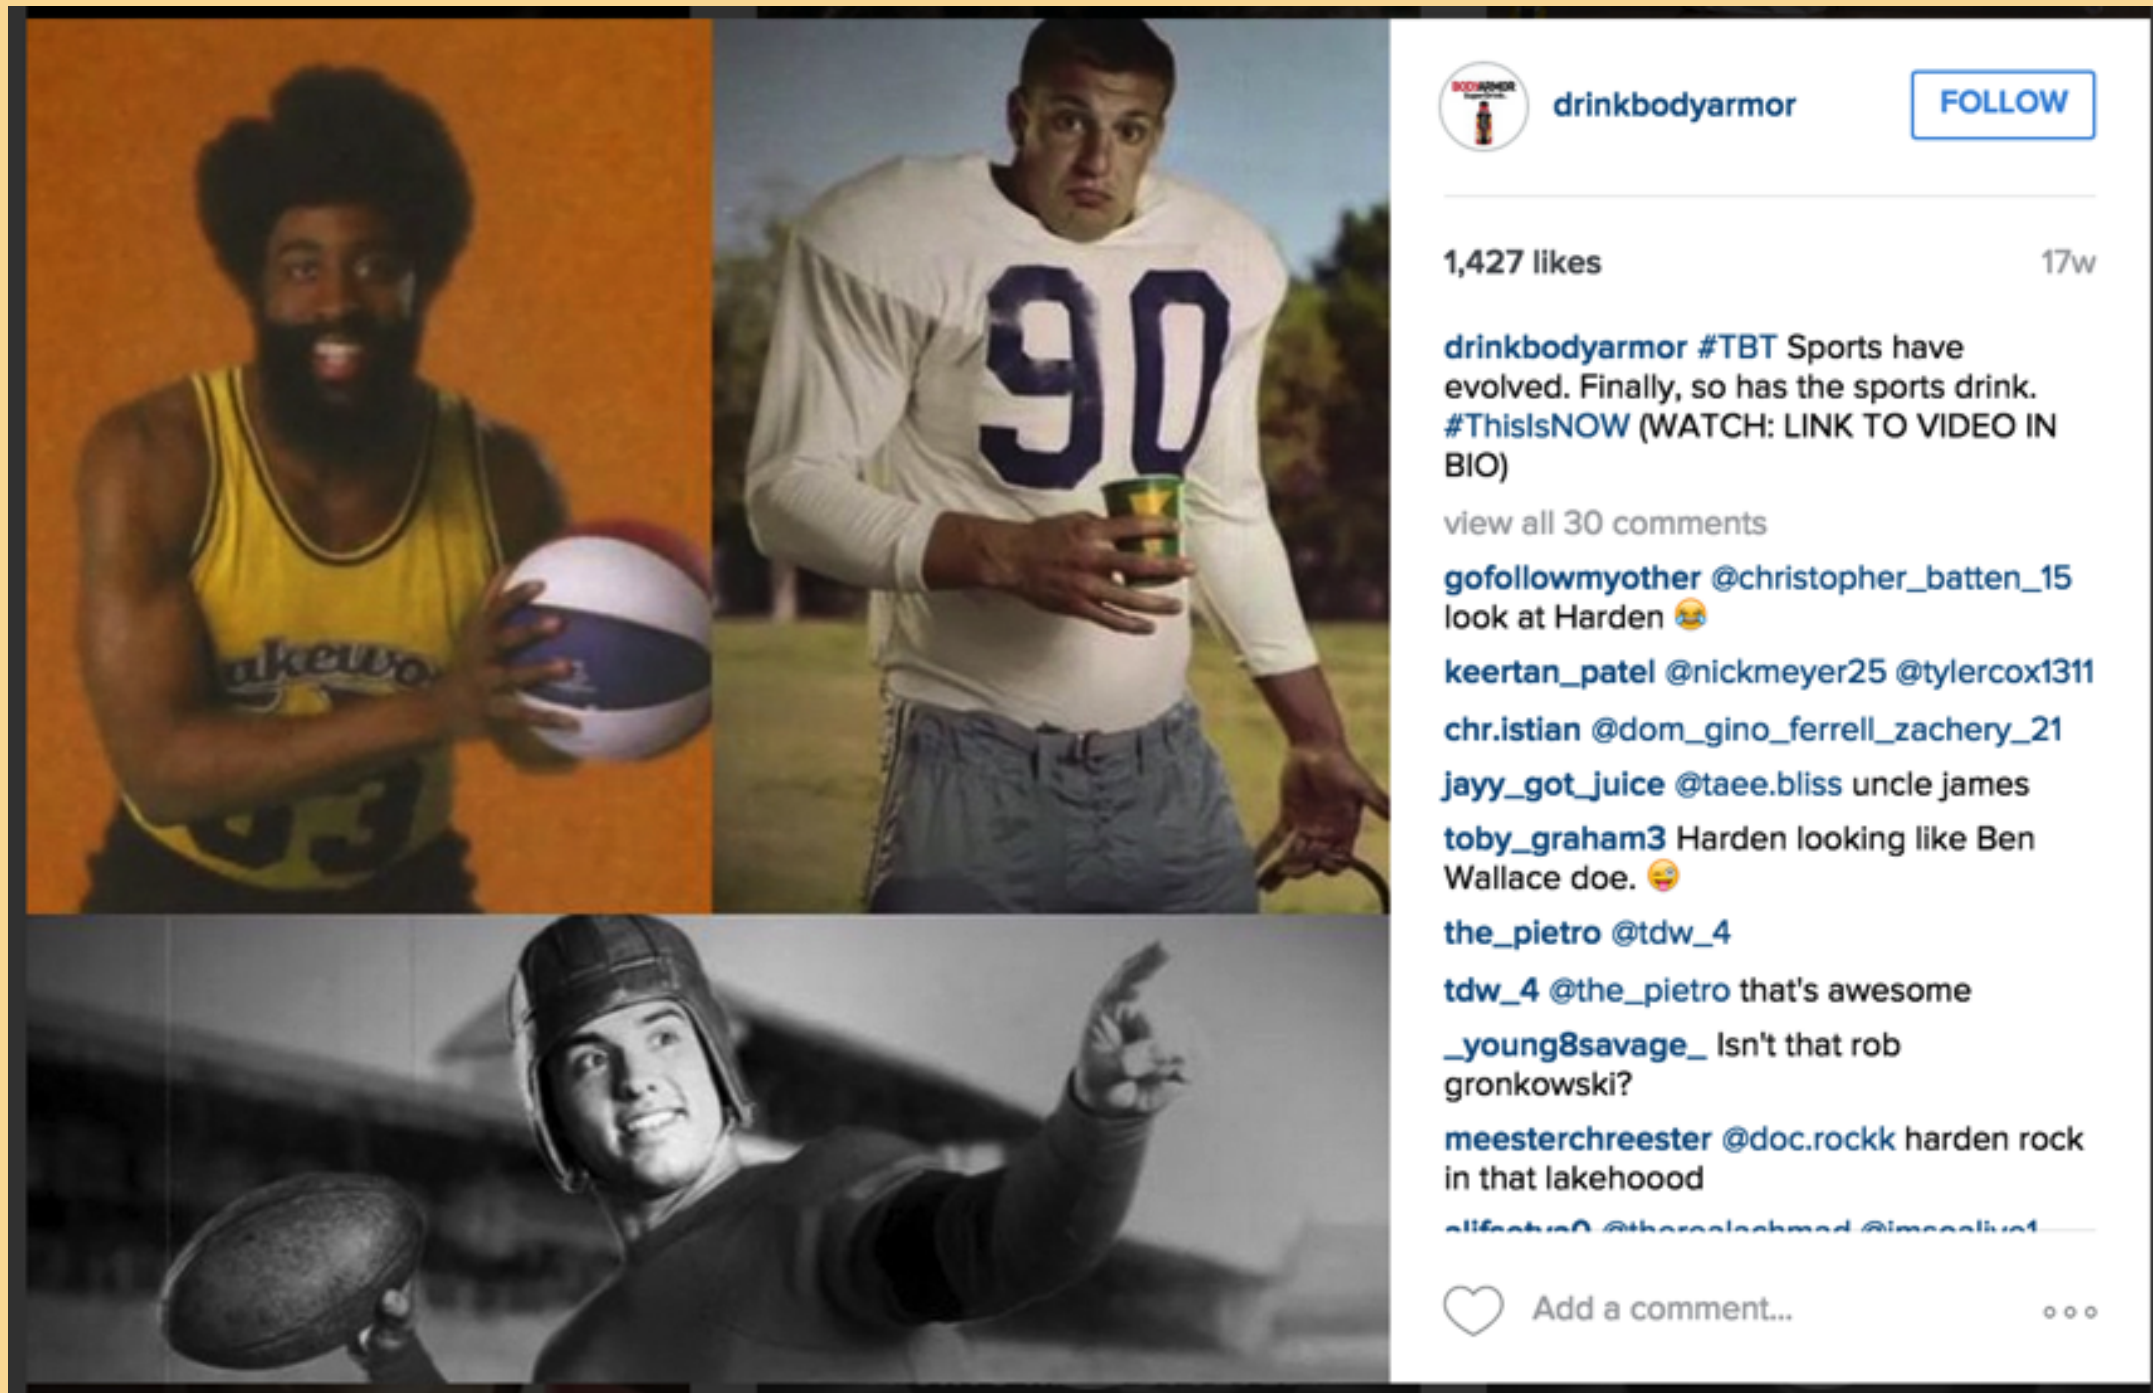 akewo
63
90
BODYARMOR
drinkbodyarmor
FOLLOW
1,427 likes
17w
drinkbodyarmor #TBT Sports have
evolved. Finally, so has the sports drink.
#ThisIsNOW (WATCH: LINK TO VIDEO IN
BIO)
view all 30 comments
gofollowmyother @christopher_batten_15
look at Harden 😂
keertan_patel @nickmeyer25 @tylercox1311
chr.istian @dom_gino_ferrell_zachery_21
jayy_got_juice @taee.bliss uncle james
toby_graham3 Harden looking like Ben
Wallace doe. 😜
the_pietro @tdw_4
tdw_4 @the_pietro that's awesome
_young8savage_ Isn't that rob
gronkowski?
meesterchreester @doc.rockk harden rock
in that lakehoood
Add a comment...